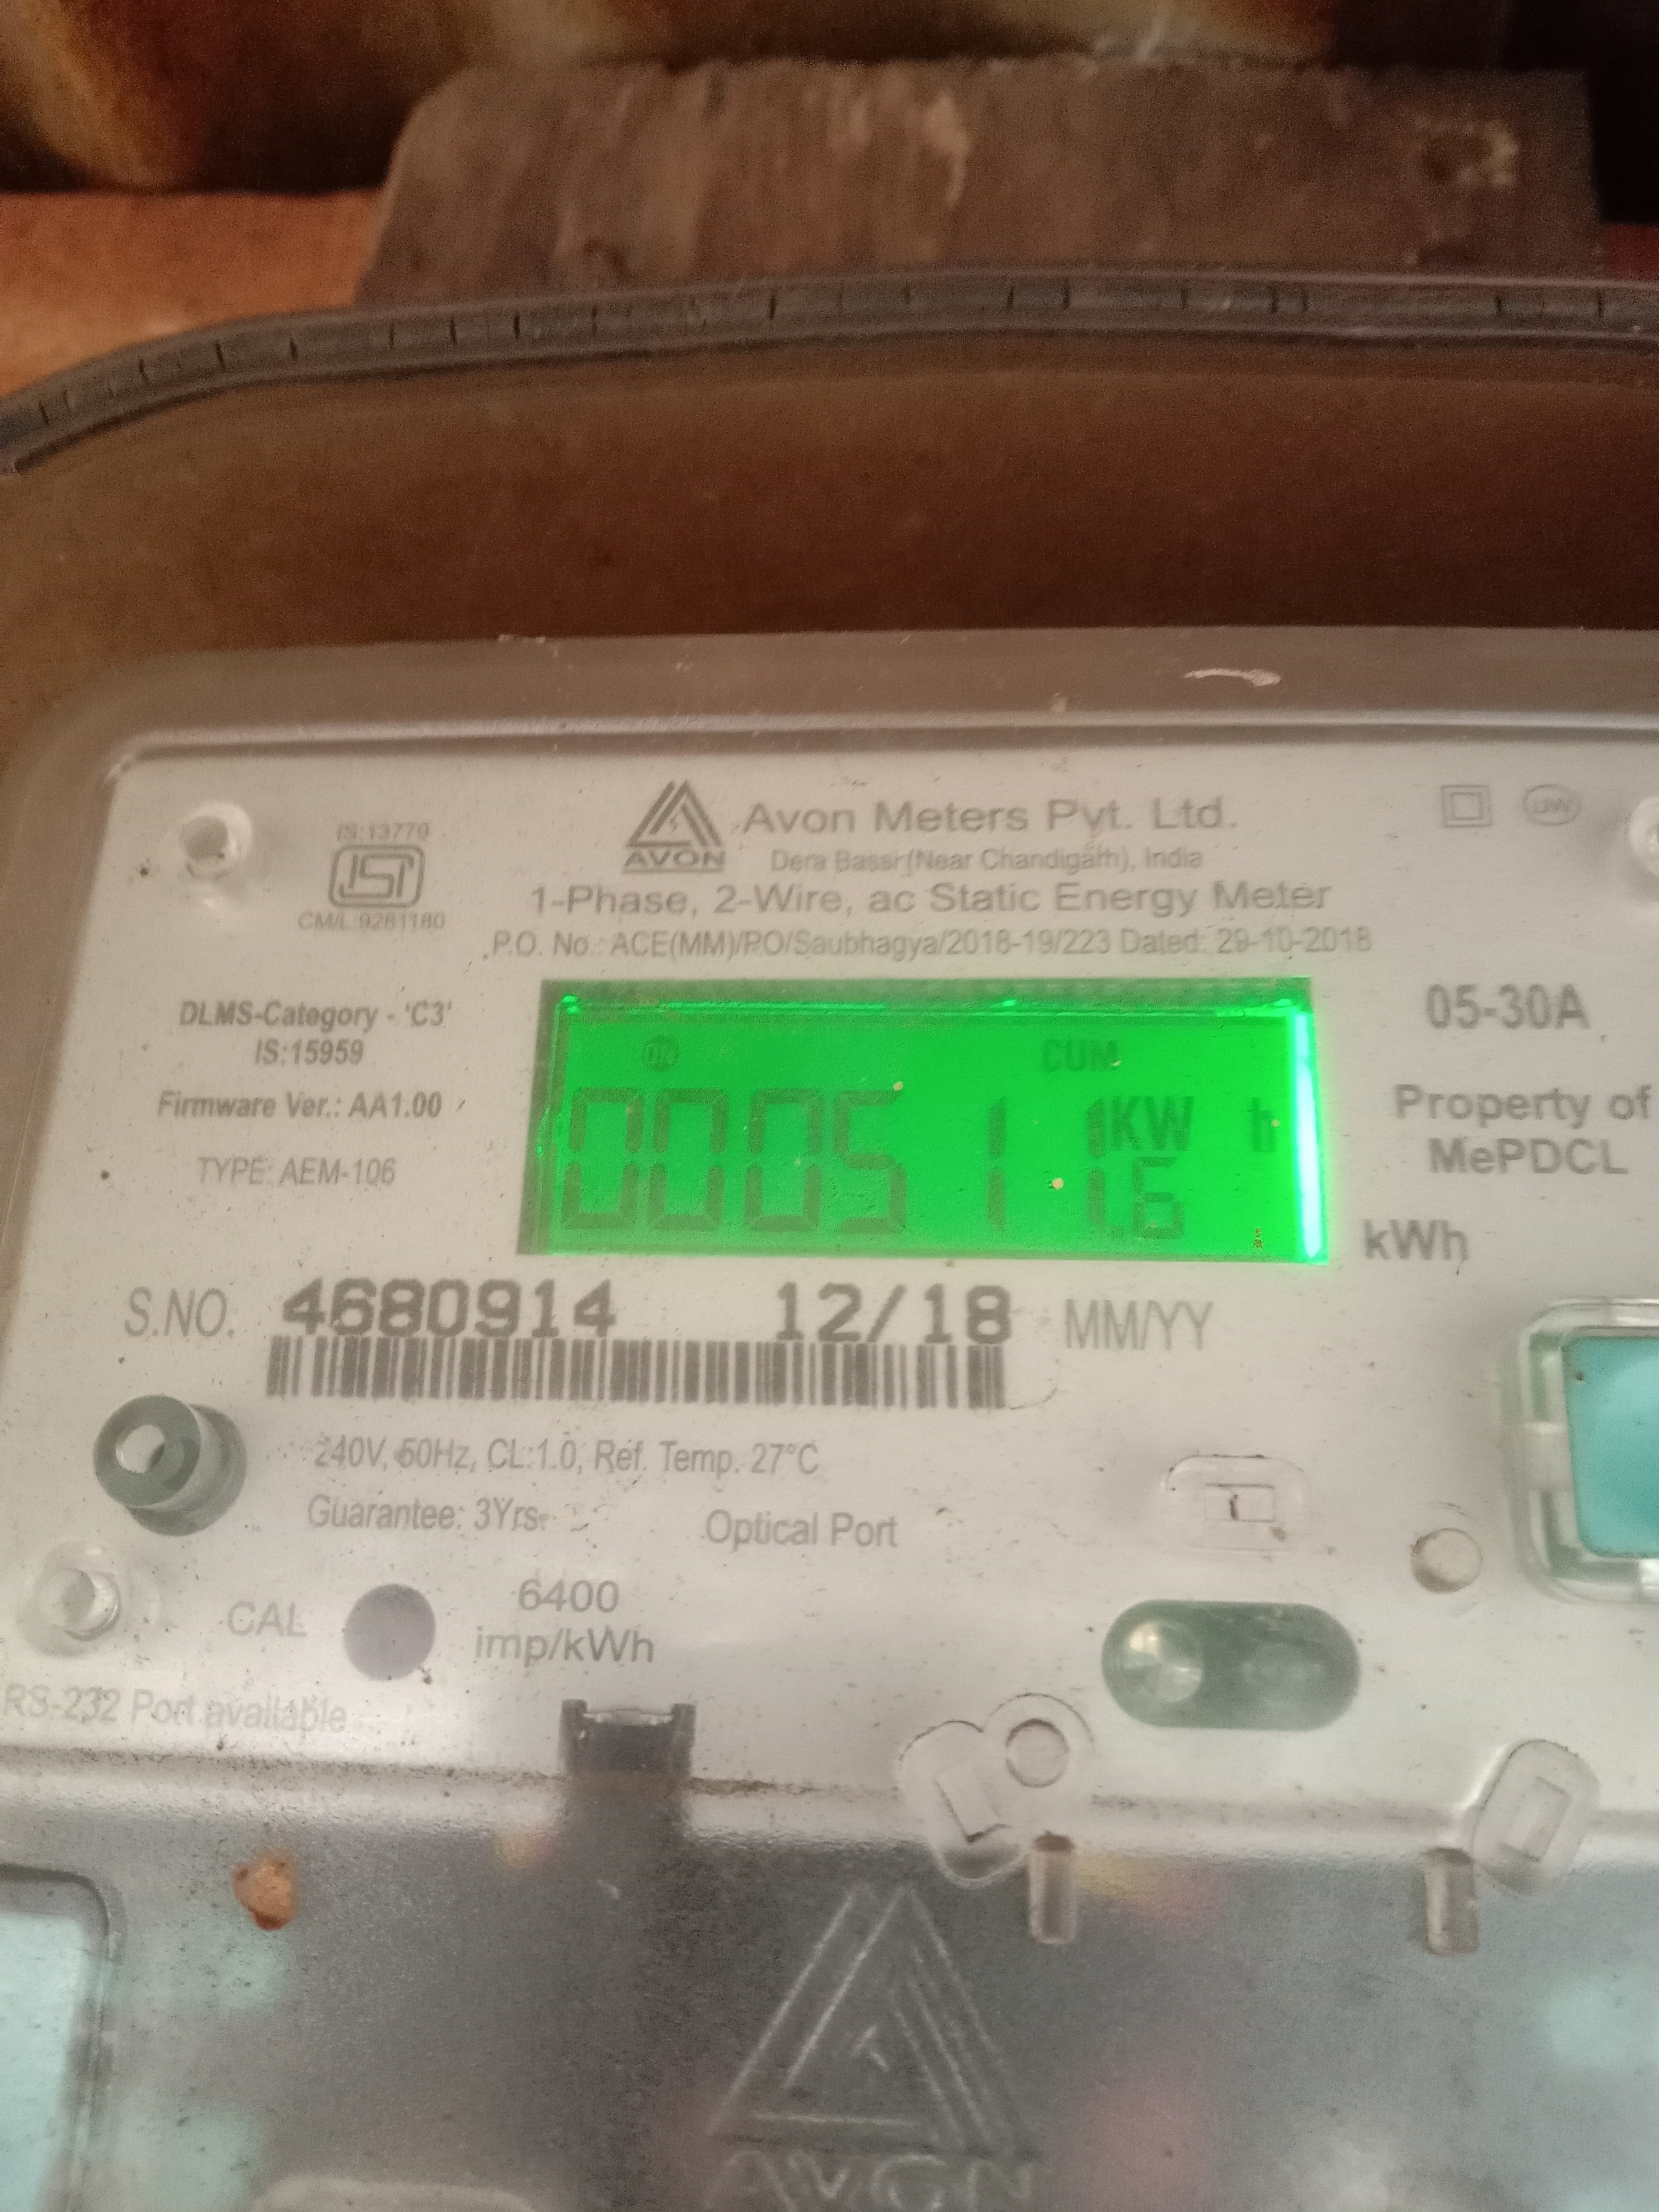 IS:13779
ISI
CM/L:9281180
AVON
Avon Meters Pvt. Ltd.
Dera Bassi (Near Chandigarh), India
1-Phase, 2-Wire, ac Static Energy Meter
P.O. No.: ACE(MM)/PO/Saubhagya/2018-19/223 Dated: 29-10-2018
DLMS-Category - 'C3'
IS:15959
Firmware Ver.: AA1.00
TYPE: AEM-106
CUM
000511.6
KW h
05-30A
Property of
MePDCL
kWh
S.NO. 4680914 12/18 MM/YY
240V, 50Hz, CL:1.0, Ref. Temp. 27°C
Guarantee: 3Yrs.
Optical Port
CAL
6400
imp/kWh
RS-232 Port available
AVON